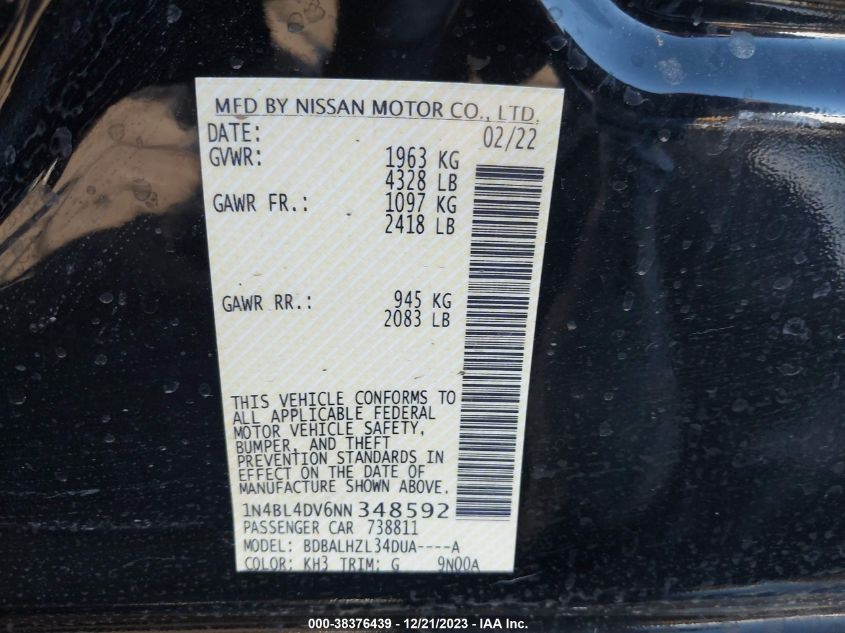 MFD BY NISSAN MOTOR CO., LTD.
DATE: 02/22
GVWR: 1963 KG
4328 LB
GAWR FR.: 1097 KG
2418 LB
GAWR RR.: 945 KG
2083 LB
THIS VEHICLE CONFORMS TO
ALL APPLICABLE FEDERAL
MOTOR VEHICLE SAFETY,
BUMPER, AND THEFT
PREVENTION STANDARDS IN
EFFECT ON THE DATE OF
MANUFACTURE SHOWN ABOVE.
1N4BL4DV6NN 348592
PASSENGER CAR 738811
MODEL: BDBALHZL34DUA----A
COLOR: KH3 TRIM: G 9N00A
000-38376439 - 12/21/2023 - IAA Inc.